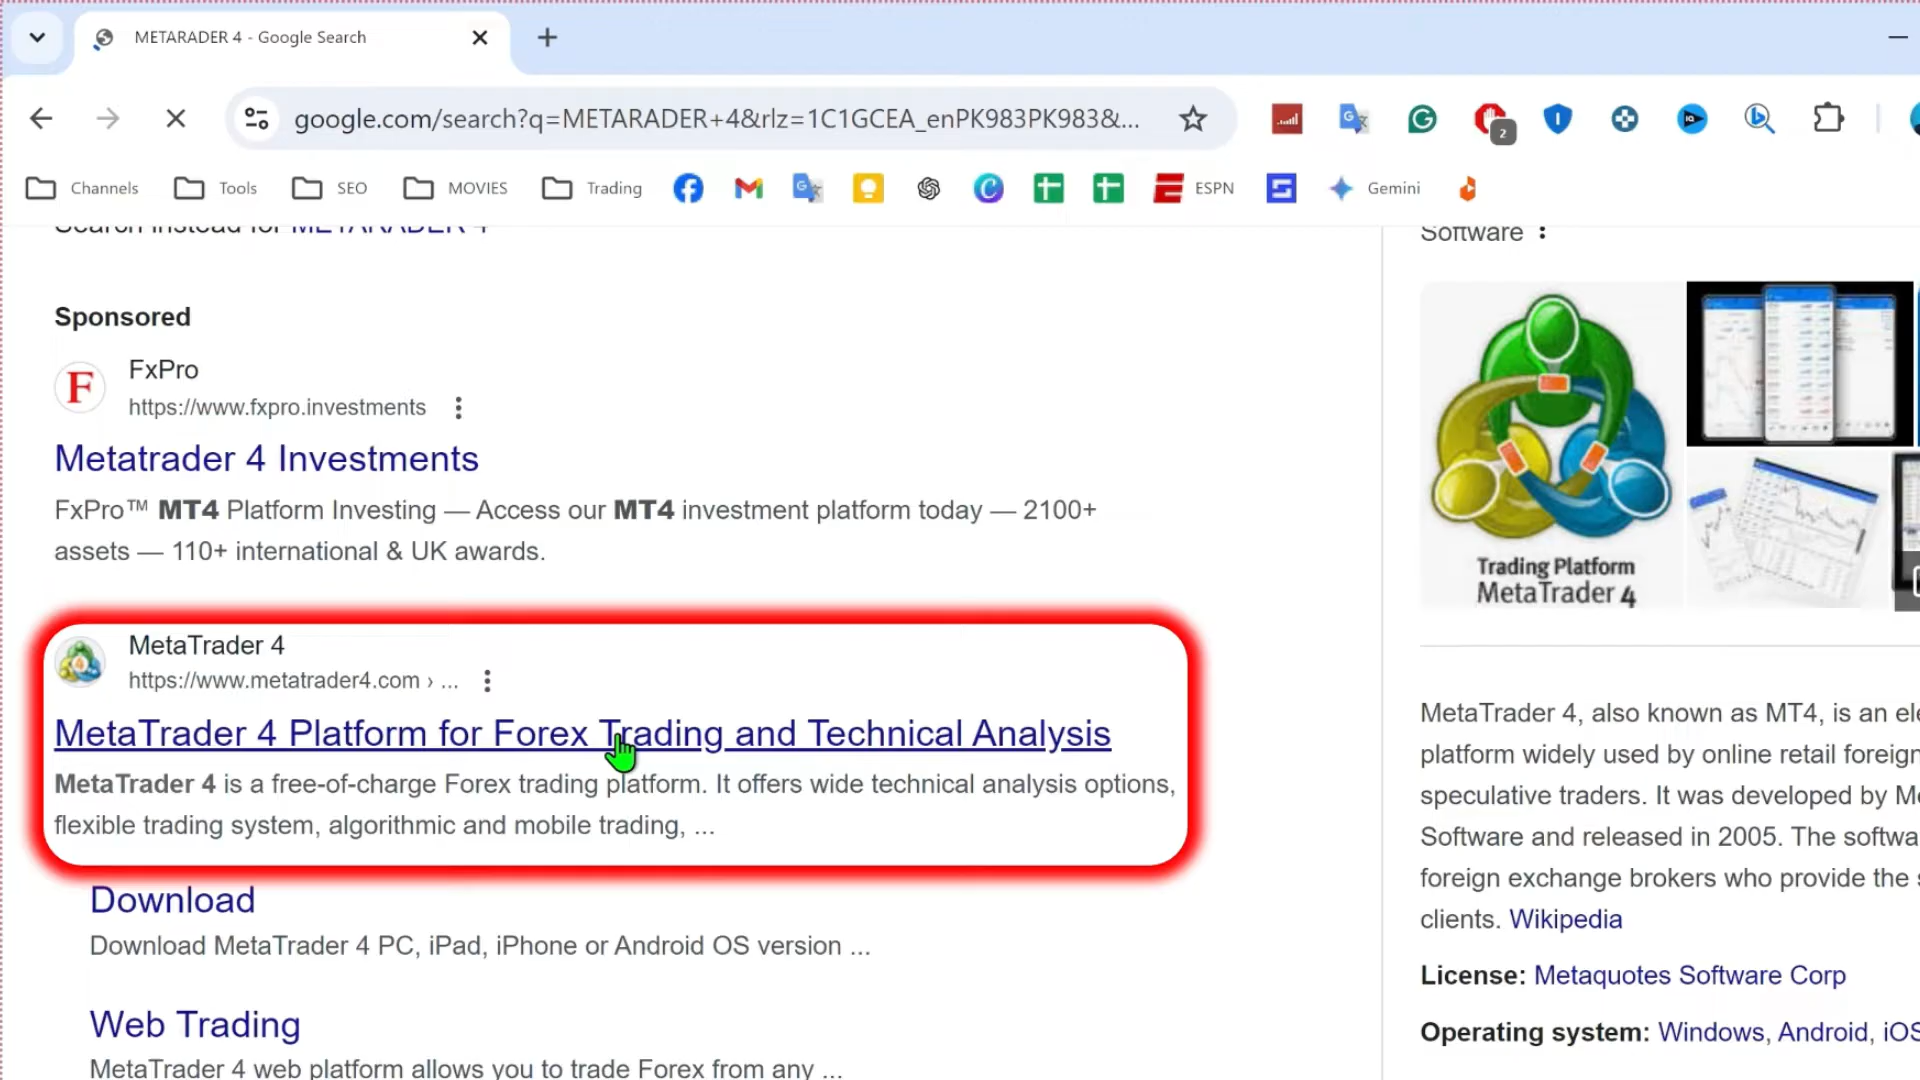 METARADER 4 - Google Search
google.com/search?q=METARADER+4&rlz=1C1GCEA_enPK983PK983&...
2
Channels
Tools
SEO
MOVIES
Trading
ESPN
Gemini
Search instead for METARADER 4
Sponsored
F
FxPro
https://www.fxpro.investments
Metatrader 4 Investments
FxPro™ MT4 Platform Investing — Access our MT4 investment platform today — 2100+
assets — 110+ international & UK awards.
MetaTrader 4
https://www.metatrader4.com › ...
MetaTrader 4 Platform for Forex Trading and Technical Analysis
MetaTrader 4 is a free-of-charge Forex trading platform. It offers wide technical analysis options,
flexible trading system, algorithmic and mobile trading, ...
Download
Download MetaTrader 4 PC, iPad, iPhone or Android OS version ...
Web Trading
MetaTrader 4 web platform allows you to trade Forex from any ...
Software
Trading Platform
MetaTrader 4
MetaTrader 4, also known as MT4, is an el
platform widely used by online retail foreign
speculative traders. It was developed by Me
Software and released in 2005. The softwa
foreign exchange brokers who provide the s
clients. Wikipedia
License: Metaquotes Software Corp
Operating system: Windows, Android, iOS